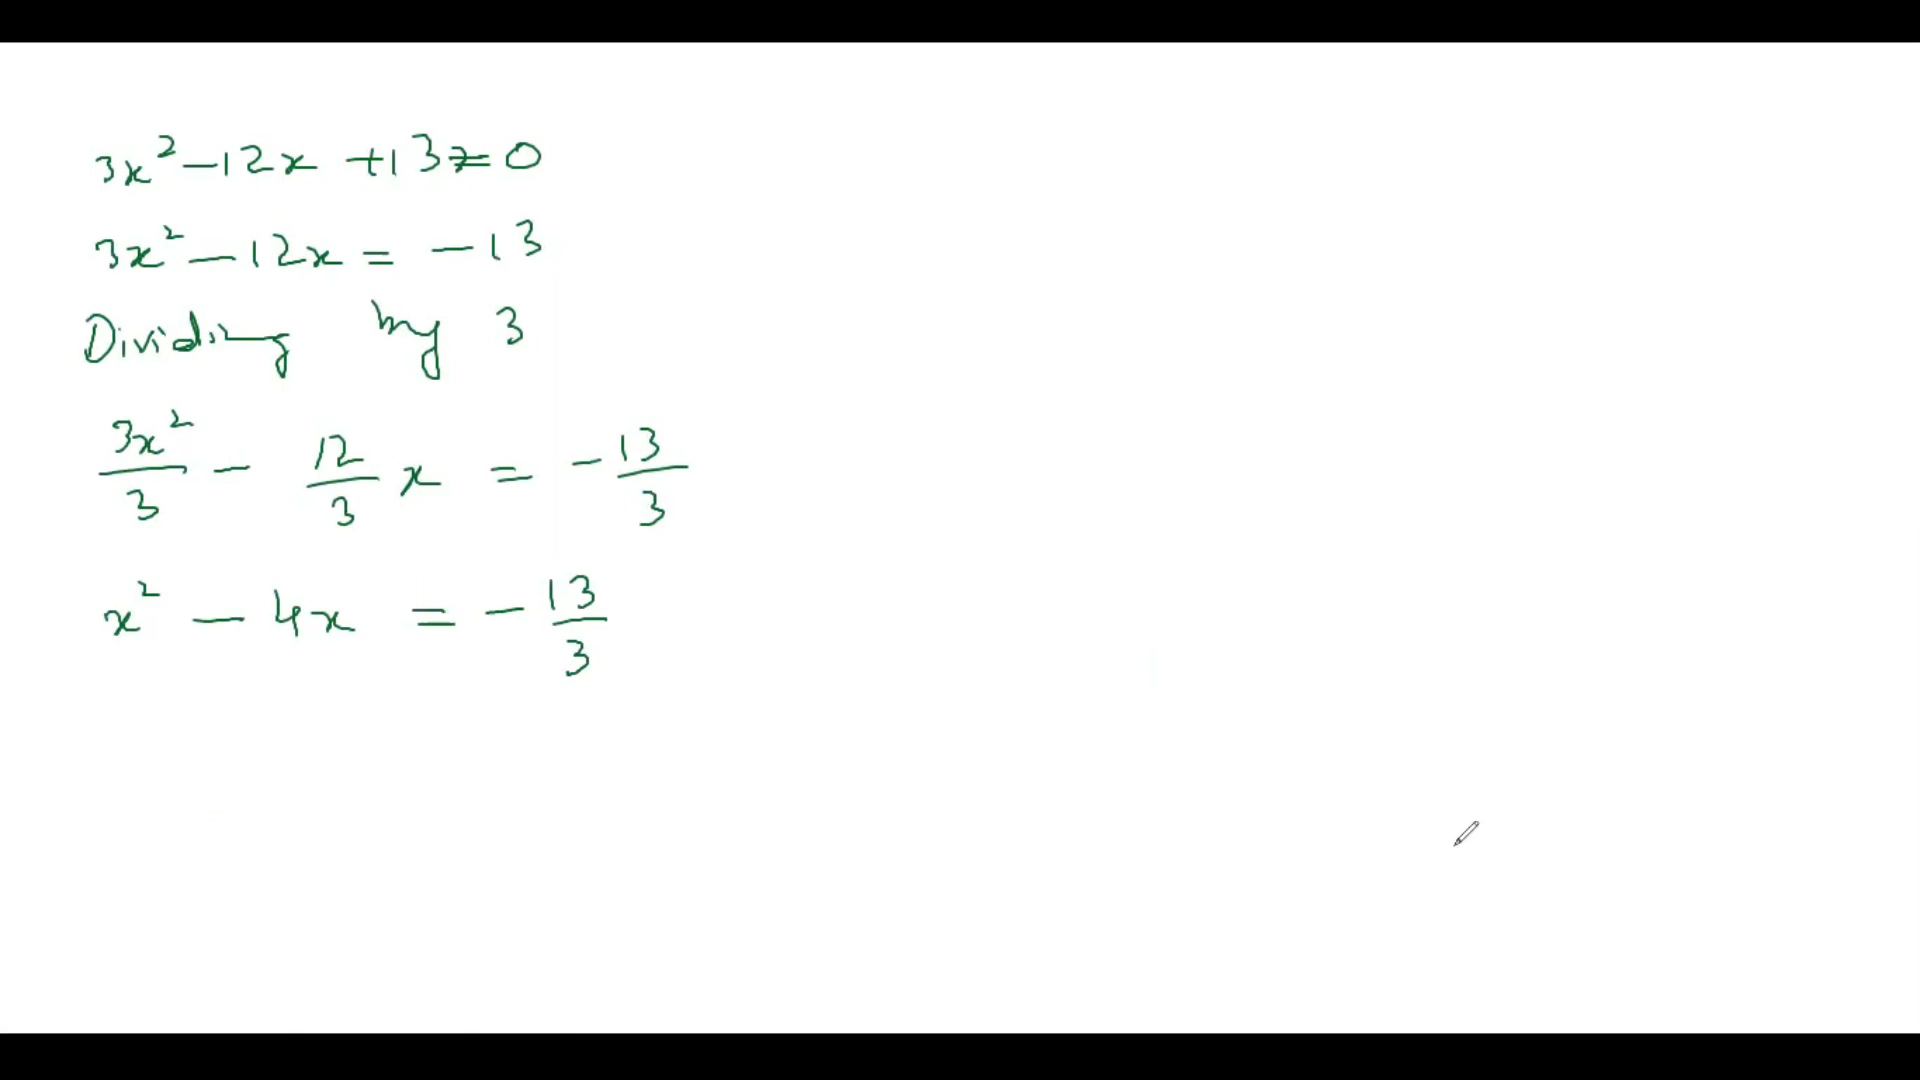 3x² - 12x + 13 = 0
3x² - 12x = - 13
Dividing by 3
3x²/3 - 12/3 x = - 13/3
x² - 4x = - 13/3